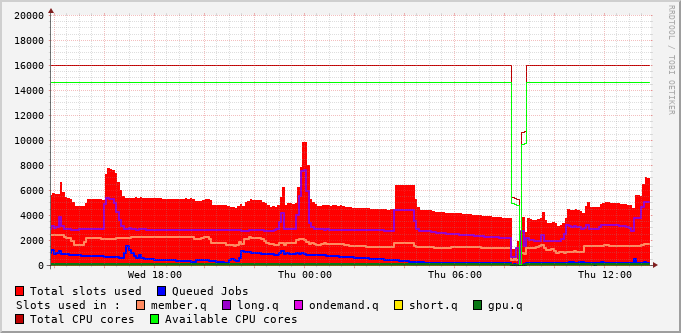 20000
18000
16000
14000
12000
10000
8000
6000
4000
2000
0
Wed 18:00 Thu 00:00 Thu 06:00 Thu 12:00
Total slots used Queued Jobs
Slots used in : member.q long.q ondemand.q short.q gpu.q
Total CPU cores Available CPU cores
RRDTOOL / TOBI OETIKER